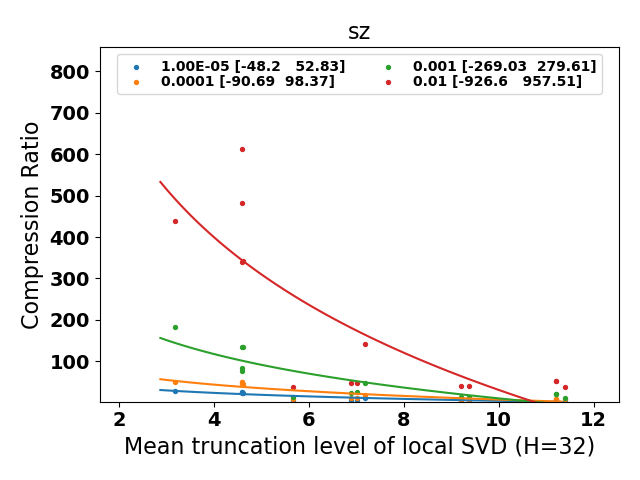 sz
1.00E-05 [-48.2   52.83]
0.0001 [-90.69  98.37]
0.001 [-269.03  279.61]
0.01 [-926.6   957.51]
Compression Ratio
800
700
600
500
400
300
200
100
2 4 6 8 10 12
Mean truncation level of local SVD (H=32)